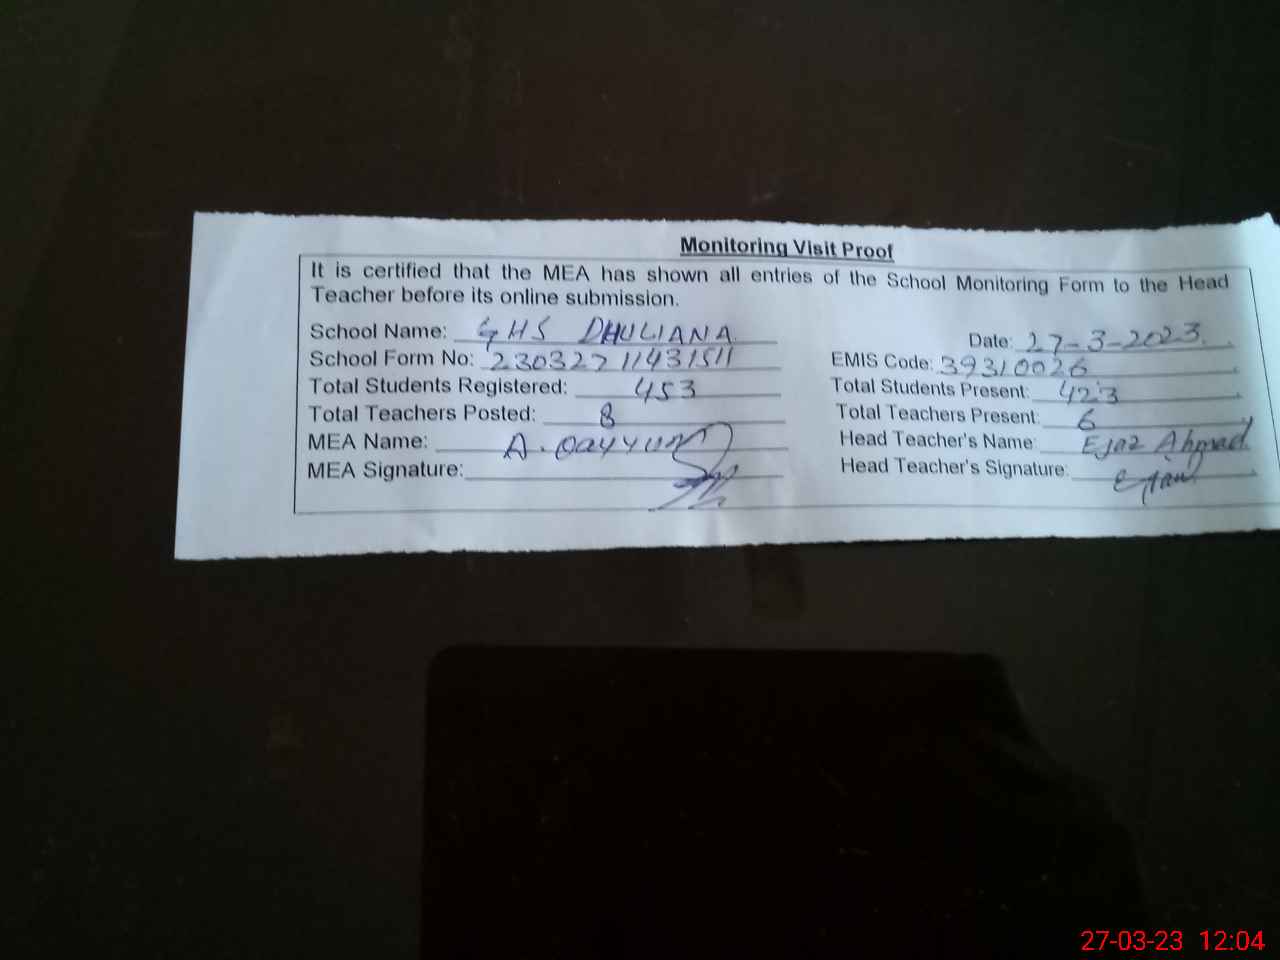 Monitoring Visit Proof
It is certified that the MEA has shown all entries of the School Monitoring Form to the Head
Teacher before its online submission.
School Name: GHS DHULIANA Date: 27-3-2023
School Form No: 23032711431511 EMIS Code: 39310026
Total Students Registered: 453 Total Students Present: 423
Total Teachers Posted: 8 Total Teachers Present: 6
MEA Name: A. Qayyum Head Teacher's Name: Ejaz Ahmad
MEA Signature: Head Teacher's Signature:
27-03-23 12:04